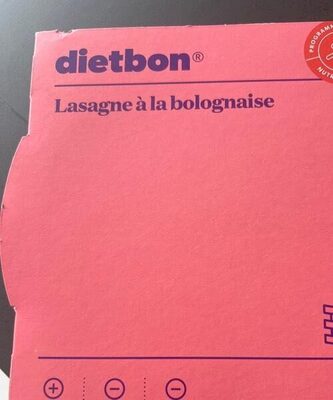 dietbon®
Lasagne à la bolognaise